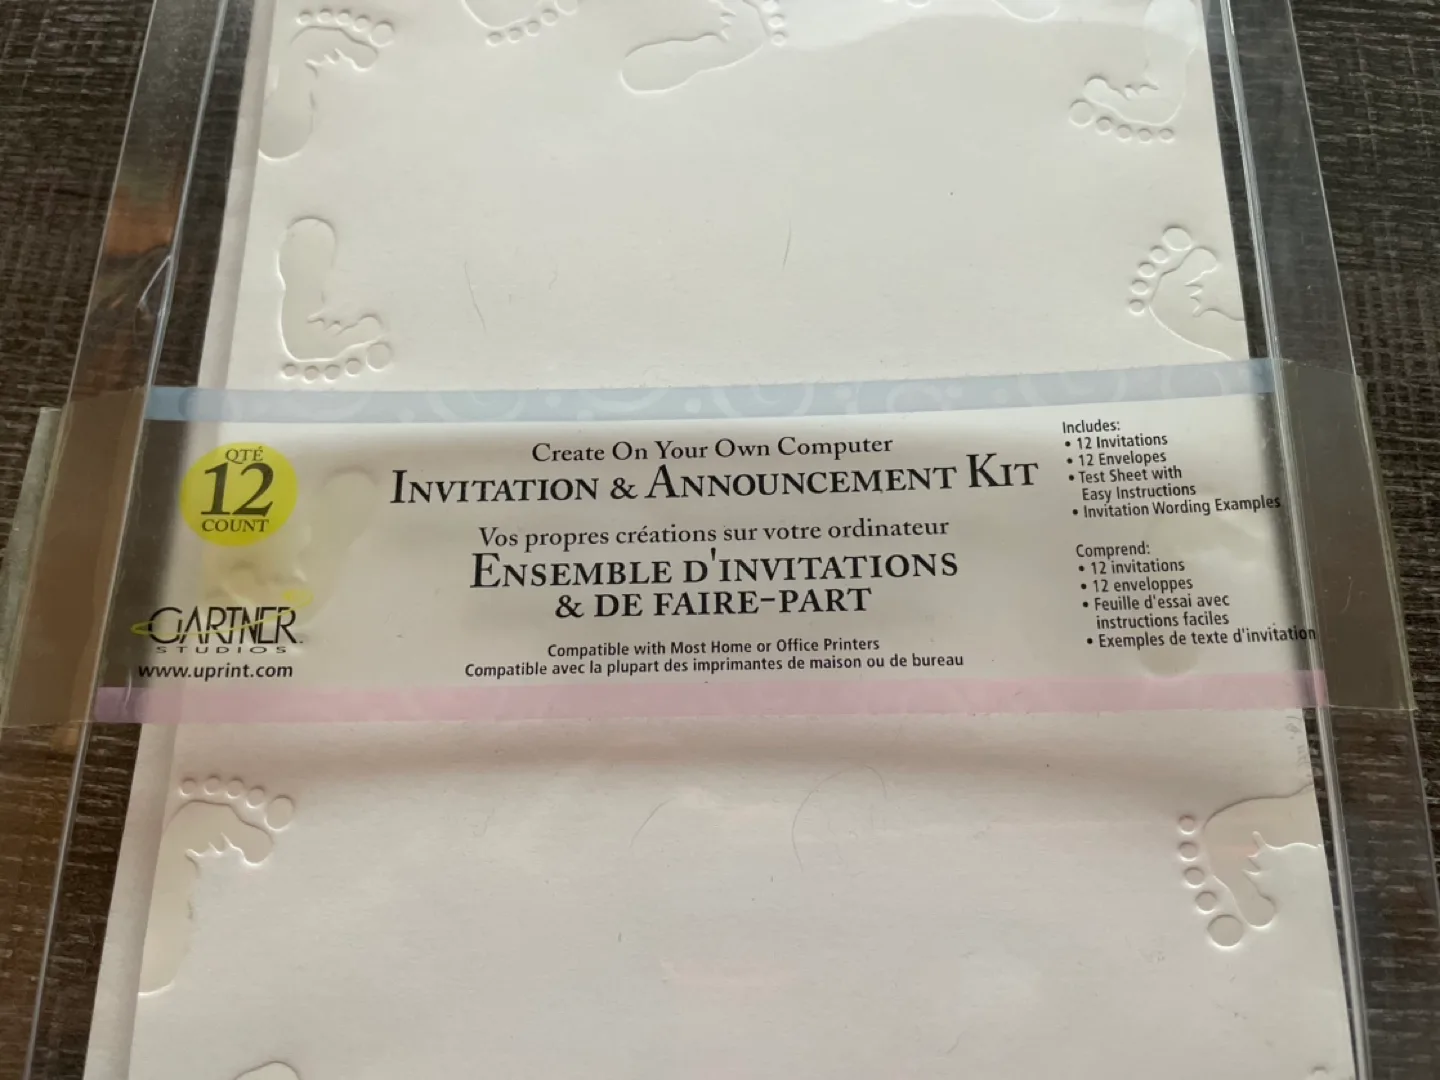 QTÉ
12
COUNT
GARTNER
STUDIOS
www.uprint.com
Create On Your Own Computer
INVITATION & ANNOUNCEMENT KIT
Vos propres créations sur votre ordinateur
ENSEMBLE D'INVITATIONS
& DE FAIRE-PART
Compatible with Most Home or Office Printers
Compatible avec la plupart des imprimantes de maison ou de bureau
Includes:
• 12 Invitations
• 12 Envelopes
• Test Sheet with
Easy Instructions
• Invitation Wording Examples
Comprend:
• 12 invitations
• 12 enveloppes
• Feuille d'essai avec
instructions faciles
• Exemples de texte d'invitation